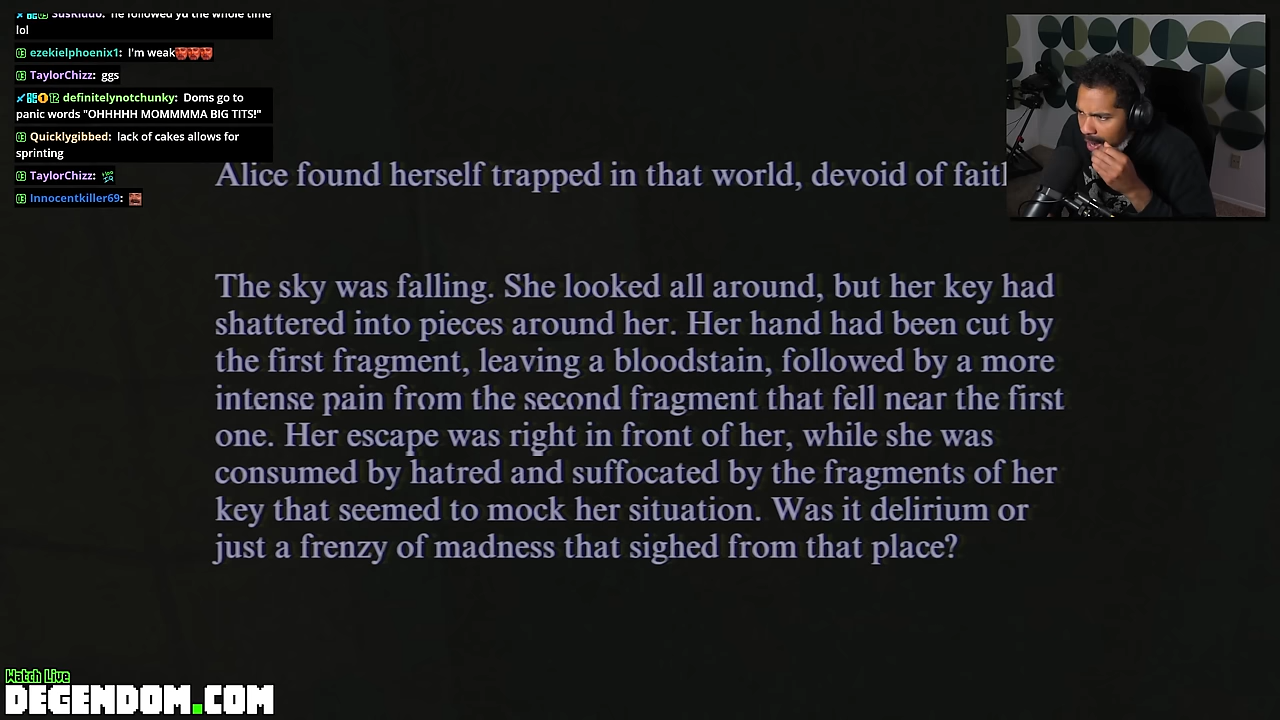 SusKiddo: he followed yu the whole time
lol
ezekielphoenix1: I'm weak
TaylorChizz: ggs
definitelynotchunky: Doms go to
panic words "OHHHHH MOMMMMA BIG TITS!"
Quicklygibbed: lack of cakes allows for
sprinting
TaylorChizz:
Innocentkiller69:
Alice found herself trapped in that world, devoid of fait
The sky was falling. She looked all around, but her key had
shattered into pieces around her. Her hand had been cut by
the first fragment, leaving a bloodstain, followed by a more
intense pain from the second fragment that fell near the first
one. Her escape was right in front of her, while she was
consumed by hatred and suffocated by the fragments of her
key that seemed to mock her situation. Was it delirium or
just a frenzy of madness that sighed from that place?
Watch Live
DEGENDOM.COM